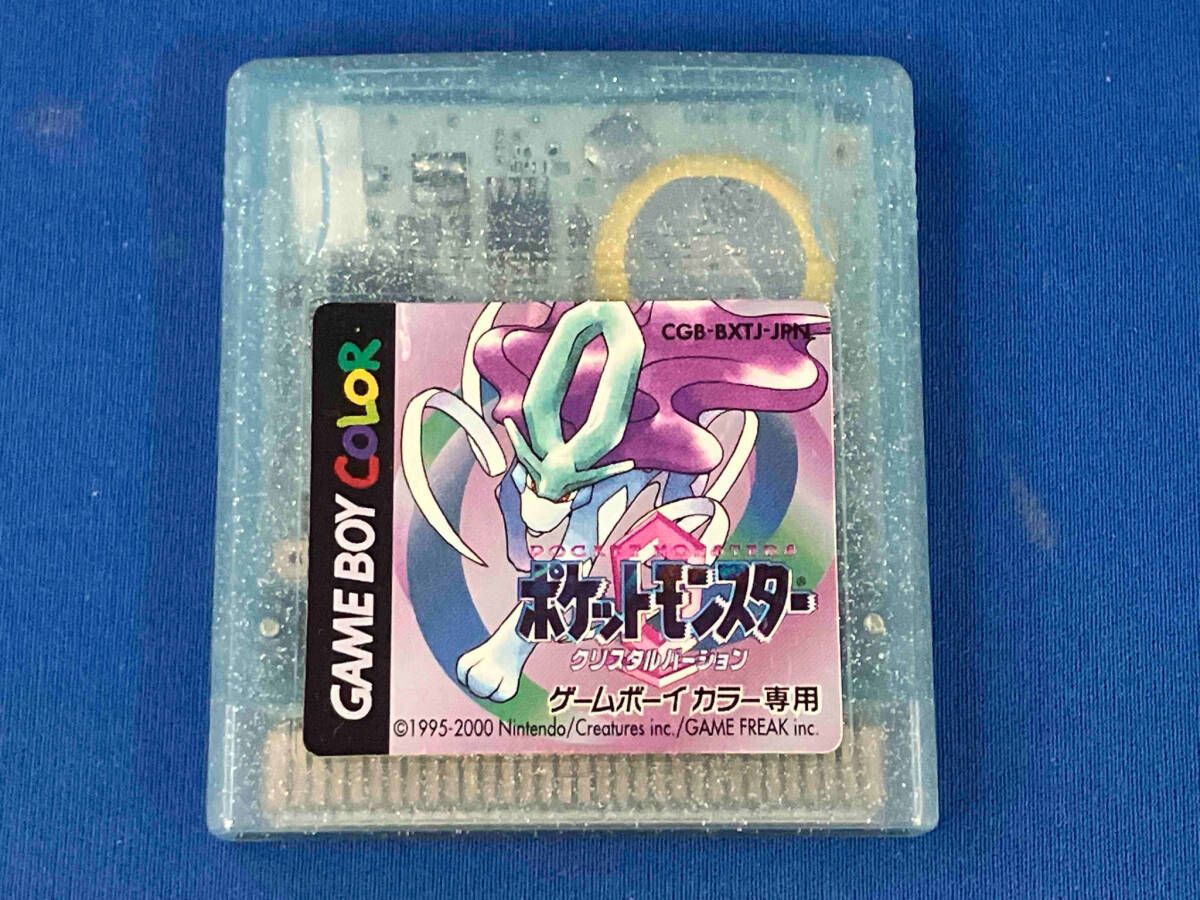 GAME BOY COLOR
CGB-BXTJ-JPN
POCKET MONSTERS
ポケットモンスター®
クリスタルバージョン
ゲームボーイ カラー専用
©1995-2000 Nintendo/Creatures inc./GAME FREAK inc.